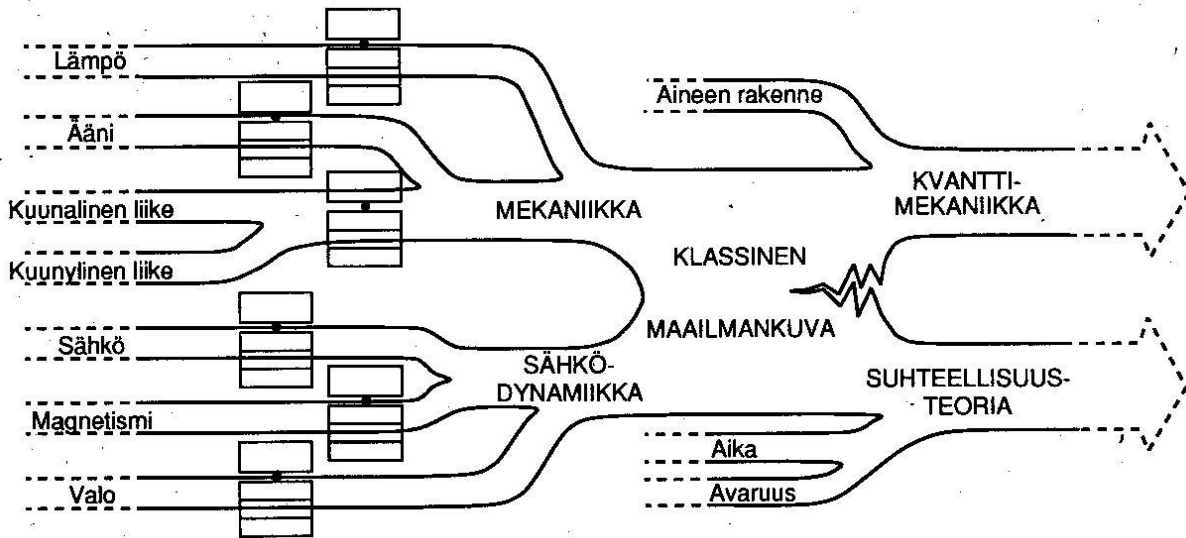 Lämpö
Aineen rakenne
Ääni
Kuunalinen liike
MEKANIIKKA
KVANTTI-
MEKANIIKKA
Kuunylinen liike
KLASSINEN
MAAILMANKUVA
Sähkö
SÄHKÖ-
DYNAMIIKKA
SUHTEELLISUUS-
TEORIA
Magnetismi
Aika
Valo
Avaruus